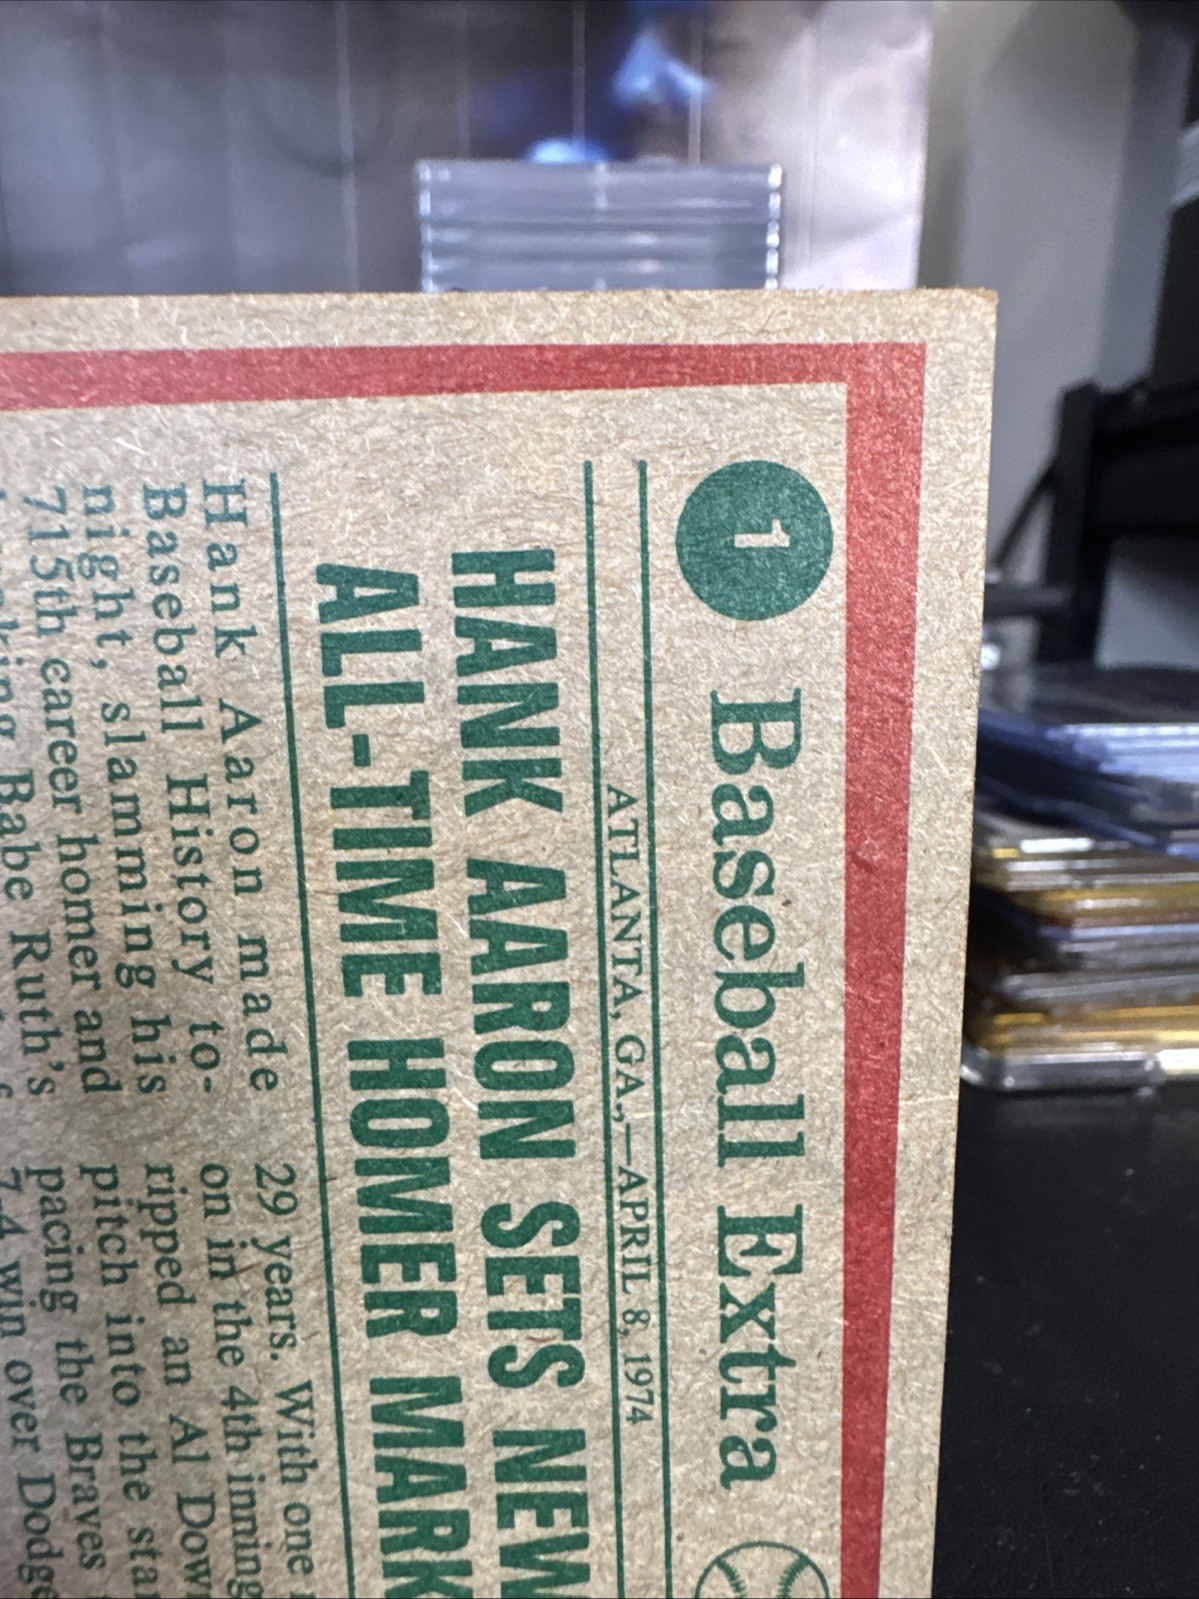 1 Baseball Extra
ATLANTA, GA.,—APRIL 8, 1974
HANK AARON SETS NEW
ALL-TIME HOMER MARK
Hank Aaron made
Baseball History to-
night, slamming his
715th career homer and
Babe Ruth's
29 years. With one
on in the 4th inning
ripped an Al
pitch into the
pacing the Braves
7-4 win over